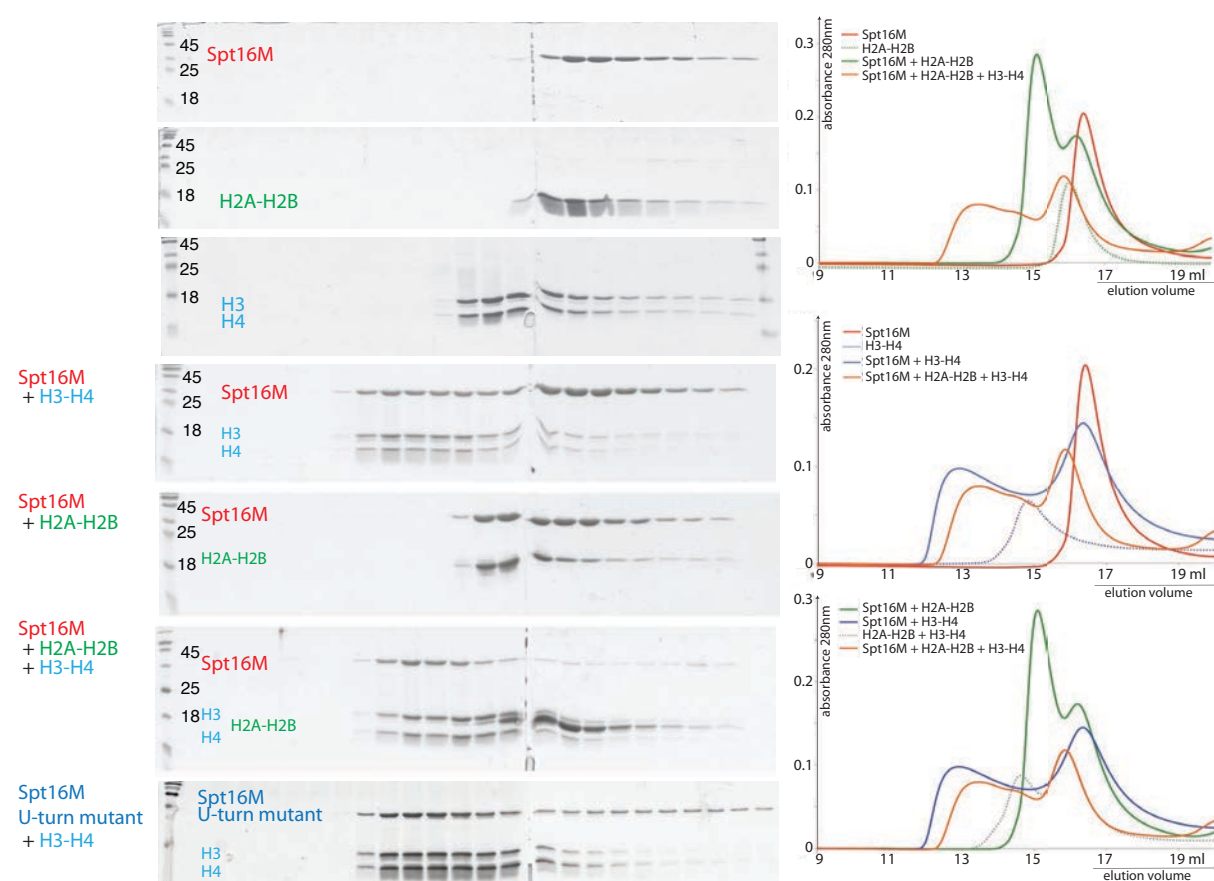 45
25
18
Spt16M
45
25
18
H2A-H2B
45
25
18
H3
H4
Spt16M
+ H3-H4
45
25
18
Spt16M
H3
H4
Spt16M
+ H2A-H2B
45
25
18
Spt16M
H2A-H2B
Spt16M
+ H2A-H2B
+ H3-H4
45
25
18
Spt16M
H3
H2A-H2B
H4
Spt16M
U-turn mutant
+ H3-H4
Spt16M
U-turn mutant
H3
H4
absorbance 280nm
0.3
0.2
0.1
0
Spt16M
H2A-H2B
Spt16M + H2A-H2B
Spt16M + H2A-H2B + H3-H4
9 11 13 15 17 19 ml
elution volume
absorbance 280nm
0.2
0.1
0
Spt16M
H3-H4
Spt16M + H3-H4
Spt16M + H2A-H2B + H3-H4
9 11 13 15 17 19 ml
elution volume
absorbance 280nm
0.3
0.2
0.1
0
Spt16M + H2A-H2B
Spt16M + H3-H4
H2A-H2B + H3-H4
Spt16M + H2A-H2B + H3-H4
9 11 13 15 17 19 ml
elution volume